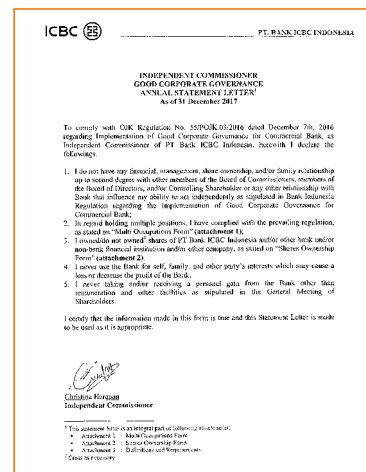 ICBC
PT. BANK ICBC INDONESIA
INDEPENDENT COMMISSIONER
GOOD CORPORATE GOVERNANCE
ANNUAL STATEMENT LETTER¹
As of 31 December 2017
To comply with OJK Regulation No. 55/POJK.03/2016 dated December 7th, 2016
regarding Implementation of Good Corporate Governance for Commercial Bank, as
Independent Commissioner of PT Bank ICBC Indonesia, herewith I declare the
followings:
1. I do not have any financial, management, share ownership, and/or family relationship
up to second degree with other members of the Board of Commissioners, members of
the Board of Directors, and/or Controlling Shareholder or any other relationship with
Bank that influence my ability to act independently as stipulated in Bank Indonesia
Regulation regarding the implementation of Good Corporate Governance for
Commercial Bank;
2. In regard holding multiple positions, I have complied with the prevailing regulation,
as stated on "Multi Occupations Form" (attachment 1);
3. I owned/do not owned² shares of PT Bank ICBC Indonesia and/or other bank and/or
non-bank financial institution and/or other company, as stated on "Shares Ownership
Form" (attachment 2);
4. I never use the Bank for self, family, and other party's interests which may cause a
loss or decrease the profit of the Bank;
5. I never taking and/or receiving a personal gain from the Bank other than
remuneration and other facilities as stipulated in the General Meeting of
Shareholders.
I certify that the information made in this form is true and this Statement Letter is made
to be used as it is appropriate.
Christina Harapan
Independent Commissioner
¹ This statement letter is an integral part of following attachments:
• Attachment 1 : Multi Occupations Form
• Attachment 2 : Shares Ownership Form
• Attachment 3 : Definitions and Requirements
² Cross as necessary